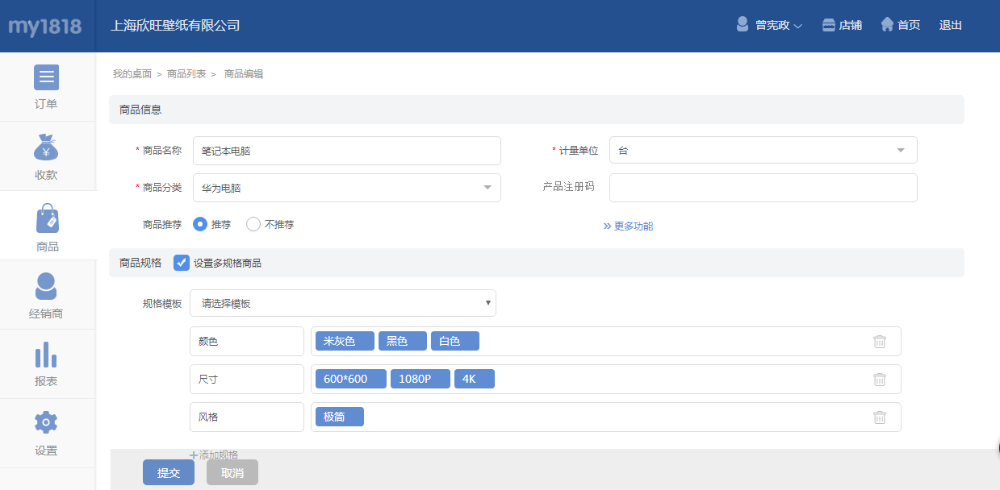 my1818 上海欣旺壁纸有限公司 曾宪政 店铺 首页 退出
我的桌面 > 商品列表 > 商品编辑
订单
收款
商品
经销商
报表
设置
商品信息
* 商品名称 笔记本电脑 * 计量单位 台
* 商品分类 华为电脑 产品注册码
商品推荐 推荐 不推荐 » 更多功能
商品规格 设置多规格商品
规格模板 请选择模板
颜色 米灰色 黑色 白色
尺寸 600*600 1080P 4K
风格 极简
+添加规格
提交 取消